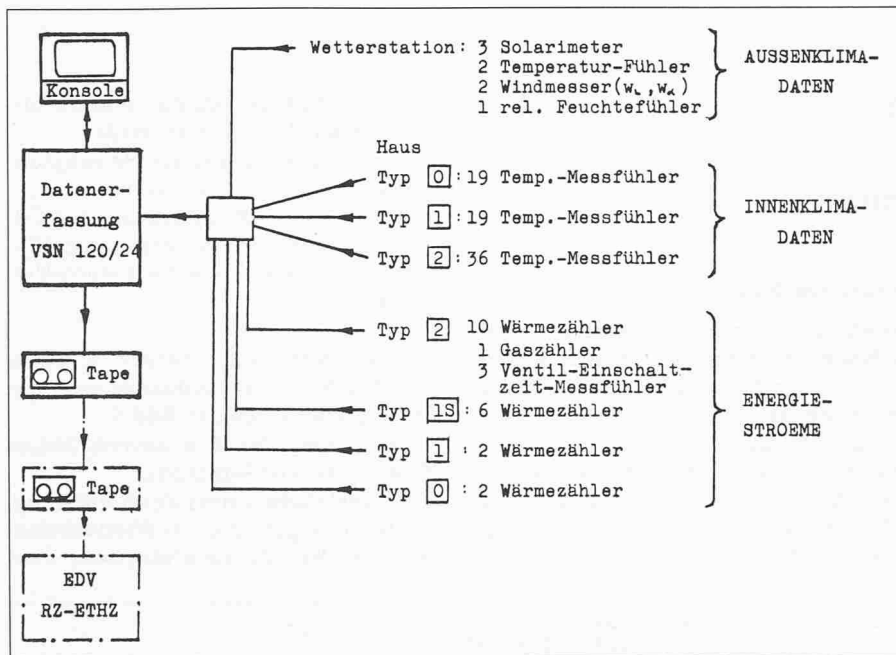 Konsole
Datener-
fassung
VSN 120/24
Tape
Tape
EDV
RZ-ETHZ
Wetterstation: 3 Solarimeter
2 Temperatur-Fühler
2 Windmesser
1 rel. Feuchtefühler
AUSSENKLIMA-
DATEN
Haus
Typ 0: 19 Temp.-Messfühler
Typ 1: 19 Temp.-Messfühler
Typ 2: 36 Temp.-Messfühler
INNENKLIMA-
DATEN
Typ 2 10 Wärmezähler
1 Gaszähler
3 Ventil-Einschalt-
zeit-Messfühler
Typ 1S: 6 Wärmezähler
Typ 1: 2 Wärmezähler
Typ 0: 2 Wärmezähler
ENERGIE-
STROEME